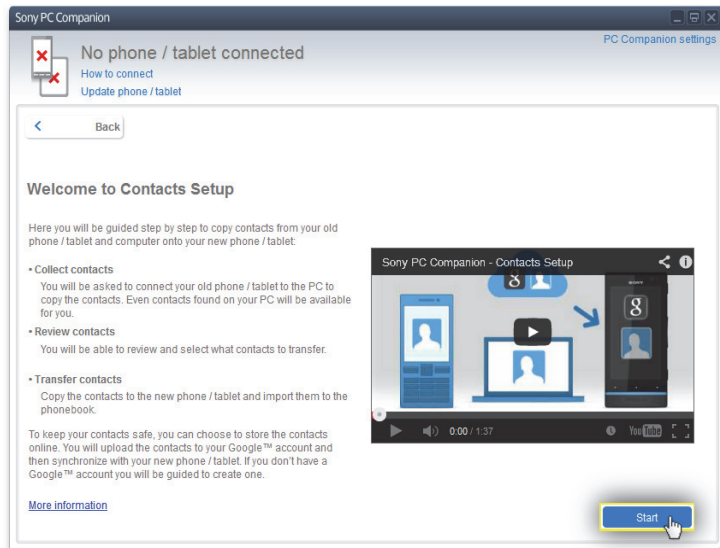 Sony PC Companion
No phone / tablet connected
PC Companion settings
How to connect
Update phone / tablet
Back
Welcome to Contacts Setup
Here you will be guided step by step to copy contacts from your old
phone / tablet and computer onto your new phone / tablet:
• Collect contacts
You will be asked to connect your old phone / tablet to the PC to
copy the contacts. Even contacts found on your PC will be available
for you.
• Review contacts
You will be able to review and select what contacts to transfer.
• Transfer contacts
Copy the contacts to the new phone / tablet and import them to the
phonebook.
To keep your contacts safe, you can choose to store the contacts
online. You will upload the contacts to your Google™ account and
then synchronize with your new phone / tablet. If you don't have a
Google™ account you will be guided to create one.
More information
Sony PC Companion - Contacts Setup
g
SONY
g
0:00 / 1:37
YouTube
Start